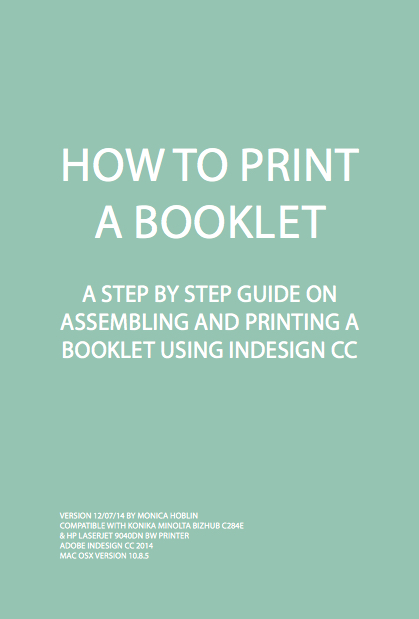 HOW TO PRINT
A BOOKLET
A STEP BY STEP GUIDE ON
ASSEMBLING AND PRINTING A
BOOKLET USING INDESIGN CC
VERSION 12/07/14 BY MONICA HOBLIN
COMPATIBLE WITH KONIKA MINOLTA BIZHUB C284E
& HP LASERJET 9040DN BW PRINTER
ADOBE INDESIGN CC 2014
MAC OSX VERSION 10.8.5